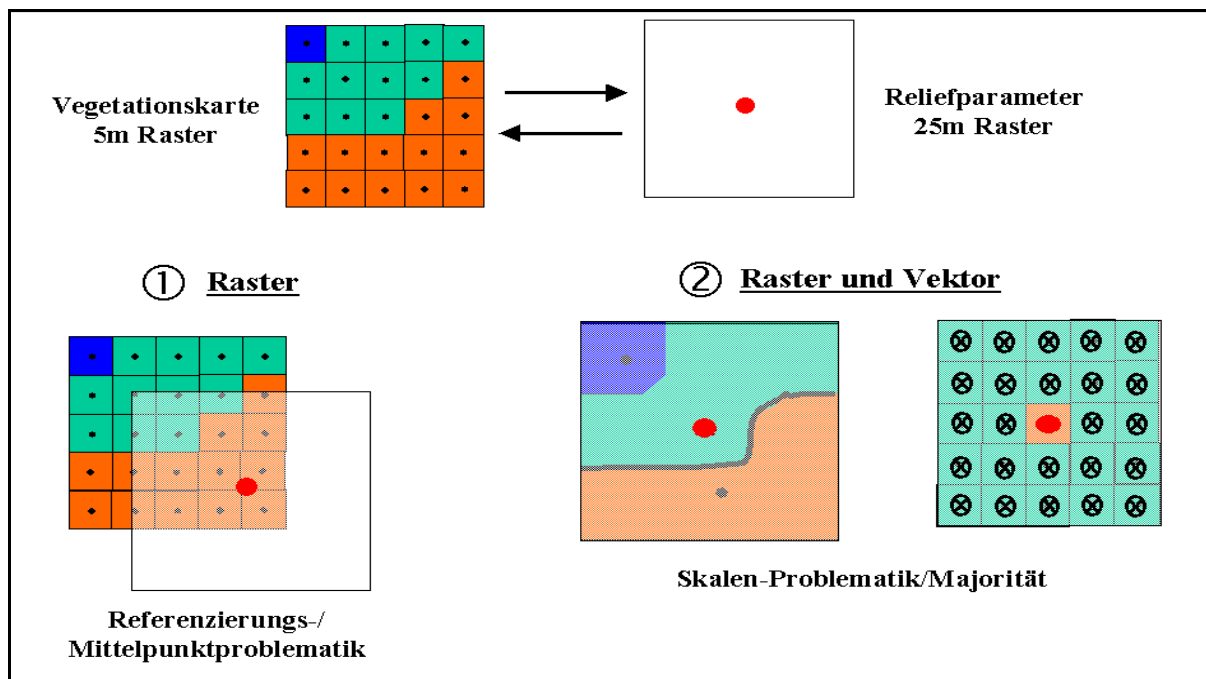 Vegetationskarte
5m Raster
Reliefparameter
25m Raster
① Raster
② Raster und Vektor
Referenzierungs-/
Mittelpunktproblematik
Skalen-Problematik/Majorität